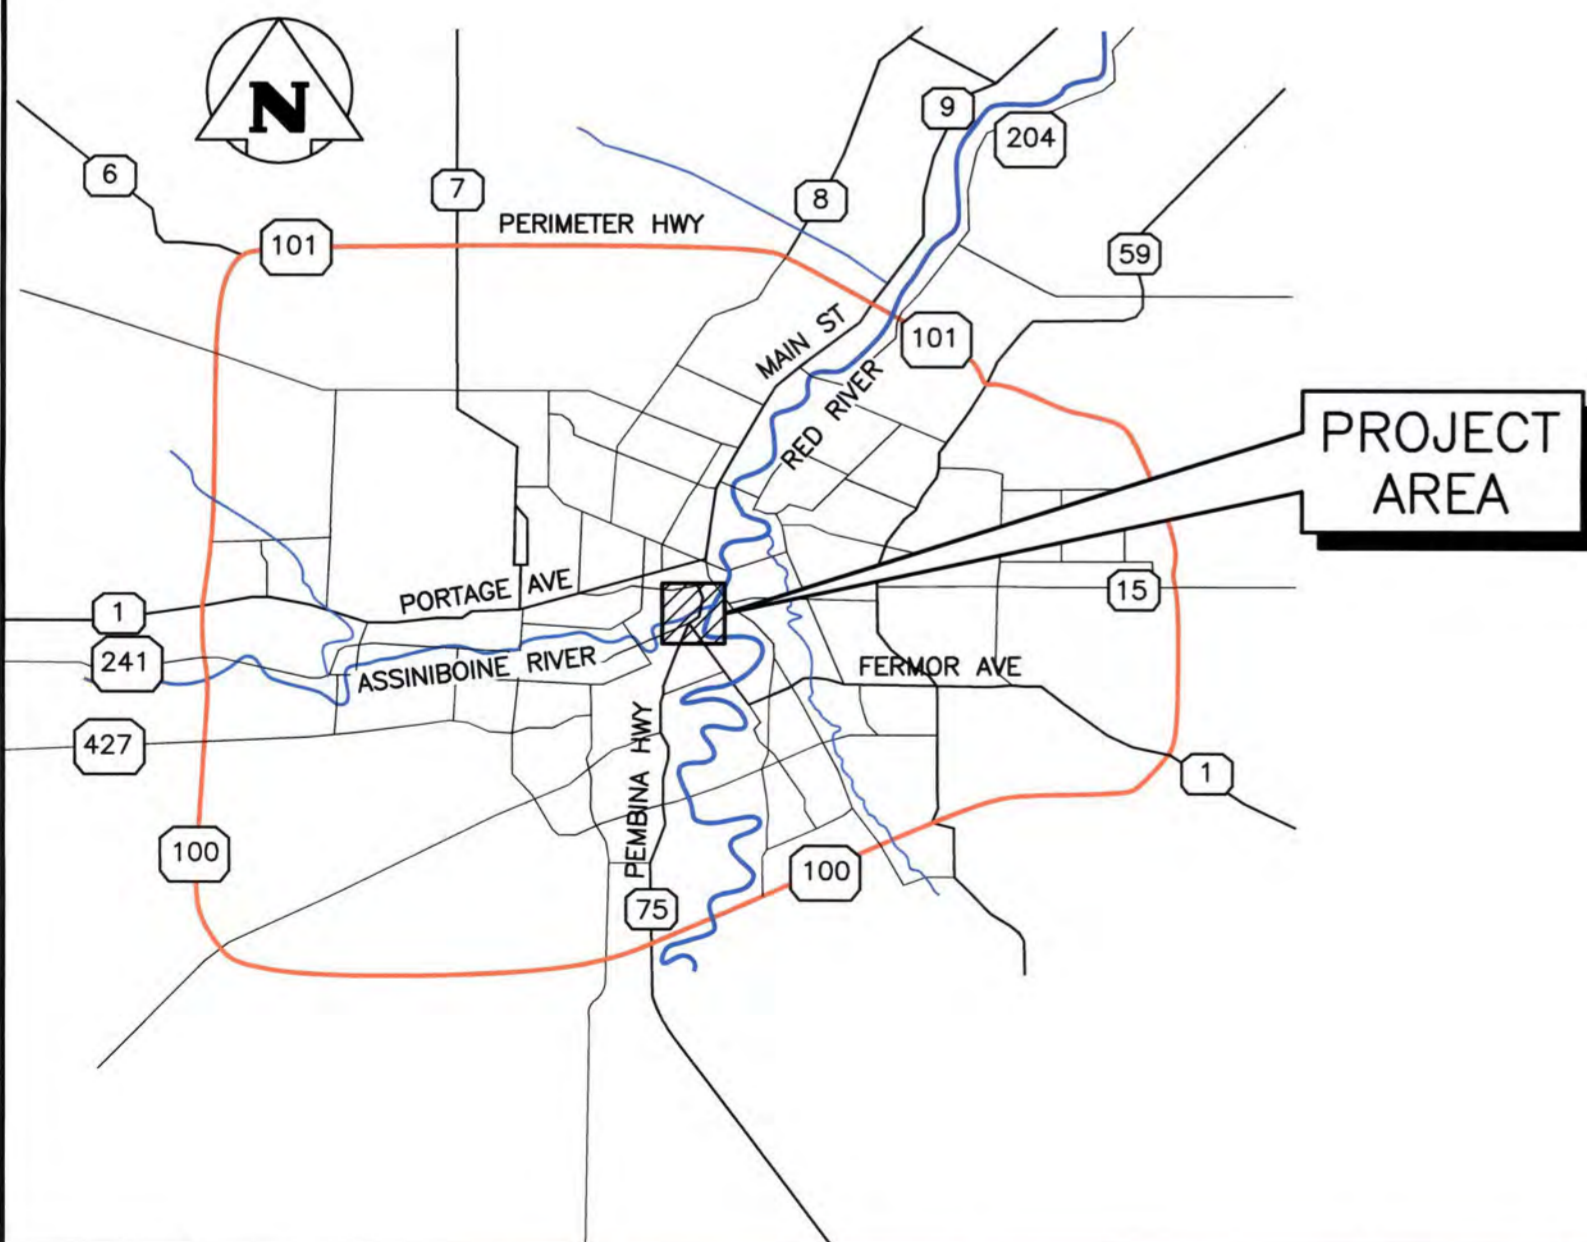 N
9
204
6
7
8
PERIMETER HWY
101
59
MAIN ST
101
RED RIVER
PROJECT
AREA
PORTAGE AVE
15
1
241
ASSINIBOINE RIVER
FERMOR AVE
427
PEMBINA HWY
1
100
100
75